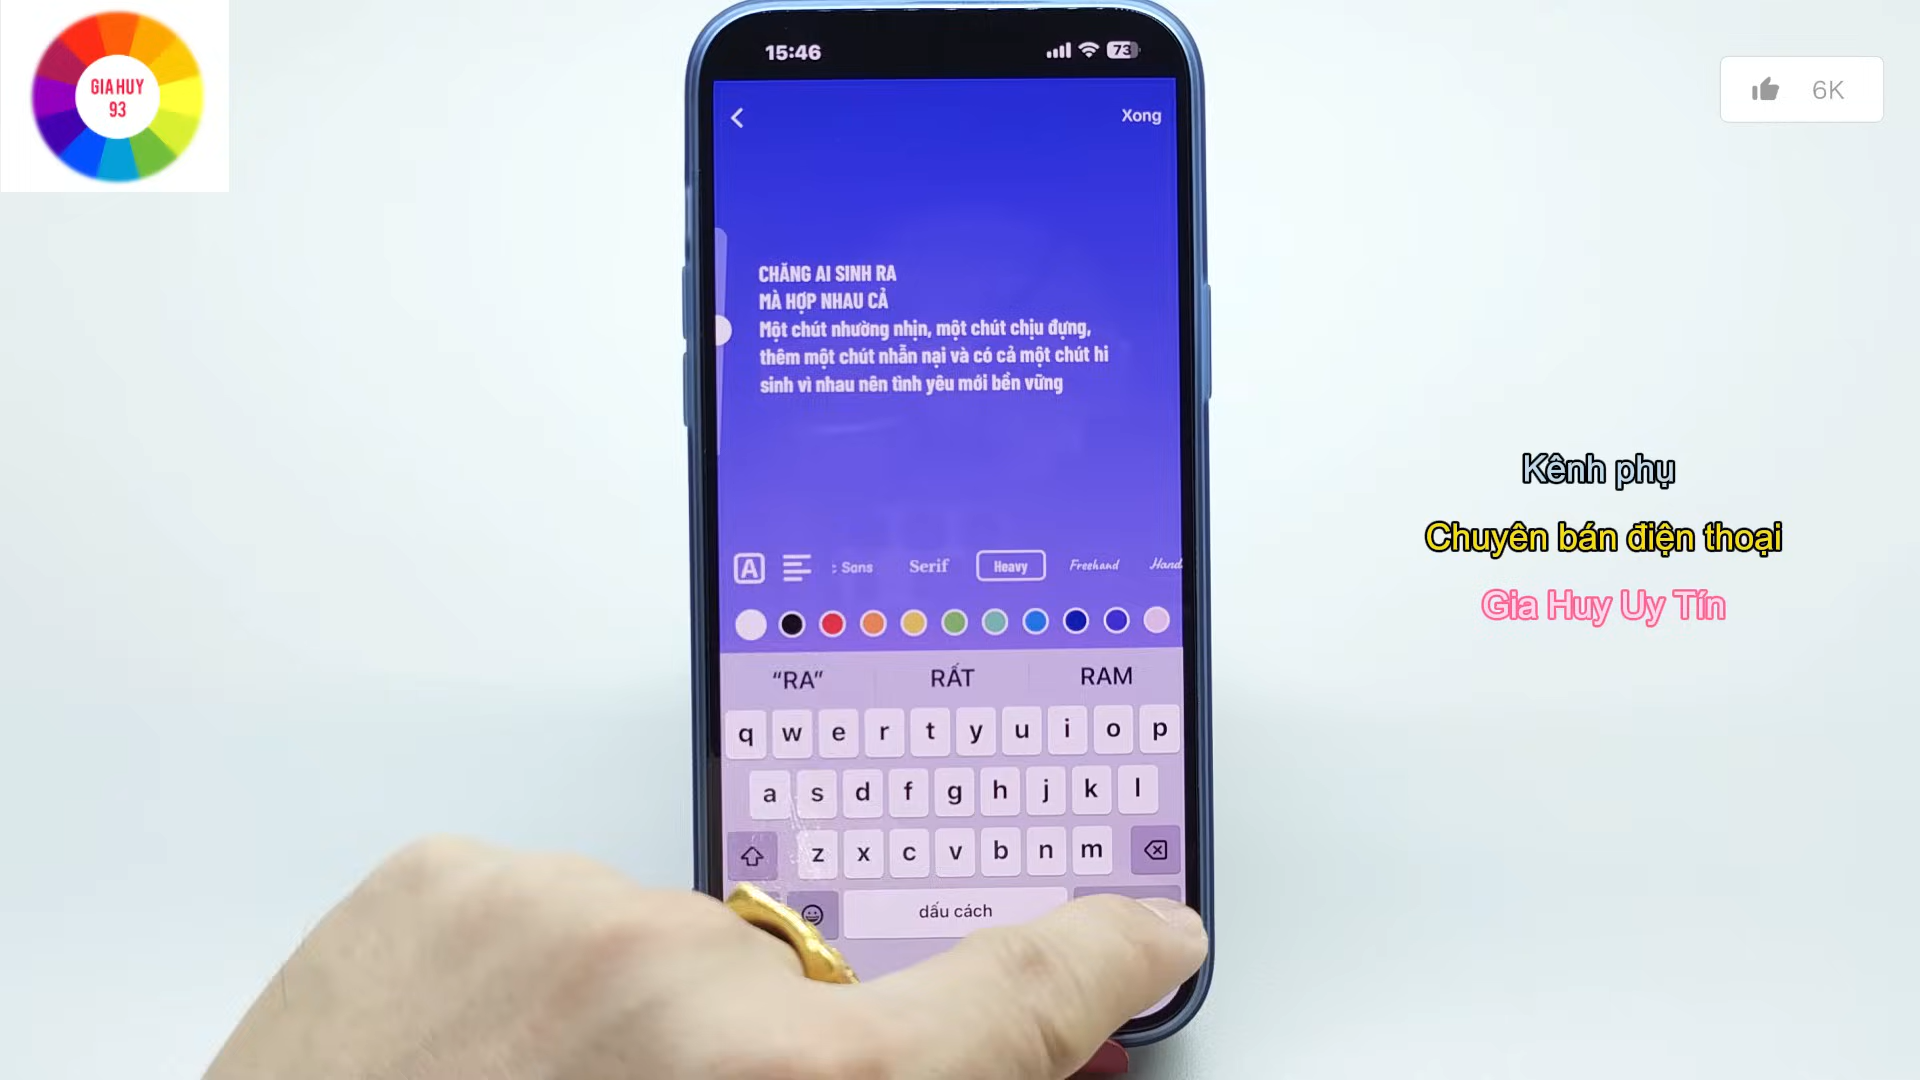 GIA HUY
93
15:46
73
6K
Xong
CHĂNG AI SINH RA
MÀ HỢP NHAU CẢ
Một chút nhường nhịn, một chút chịu đựng,
thêm một chút nhẫn nại và có cả một chút hi
sinh vì nhau nên tình yêu mới bền vững
Kênh phụ
Chuyên bán điện thoại
Gia Huy Uy Tín
A : Sans Serif Heavy Freehand Hand
“RA” RẤT RAM
q w e r t y u i o p
a s d f g h j k l
z x c v b n m
dấu cách